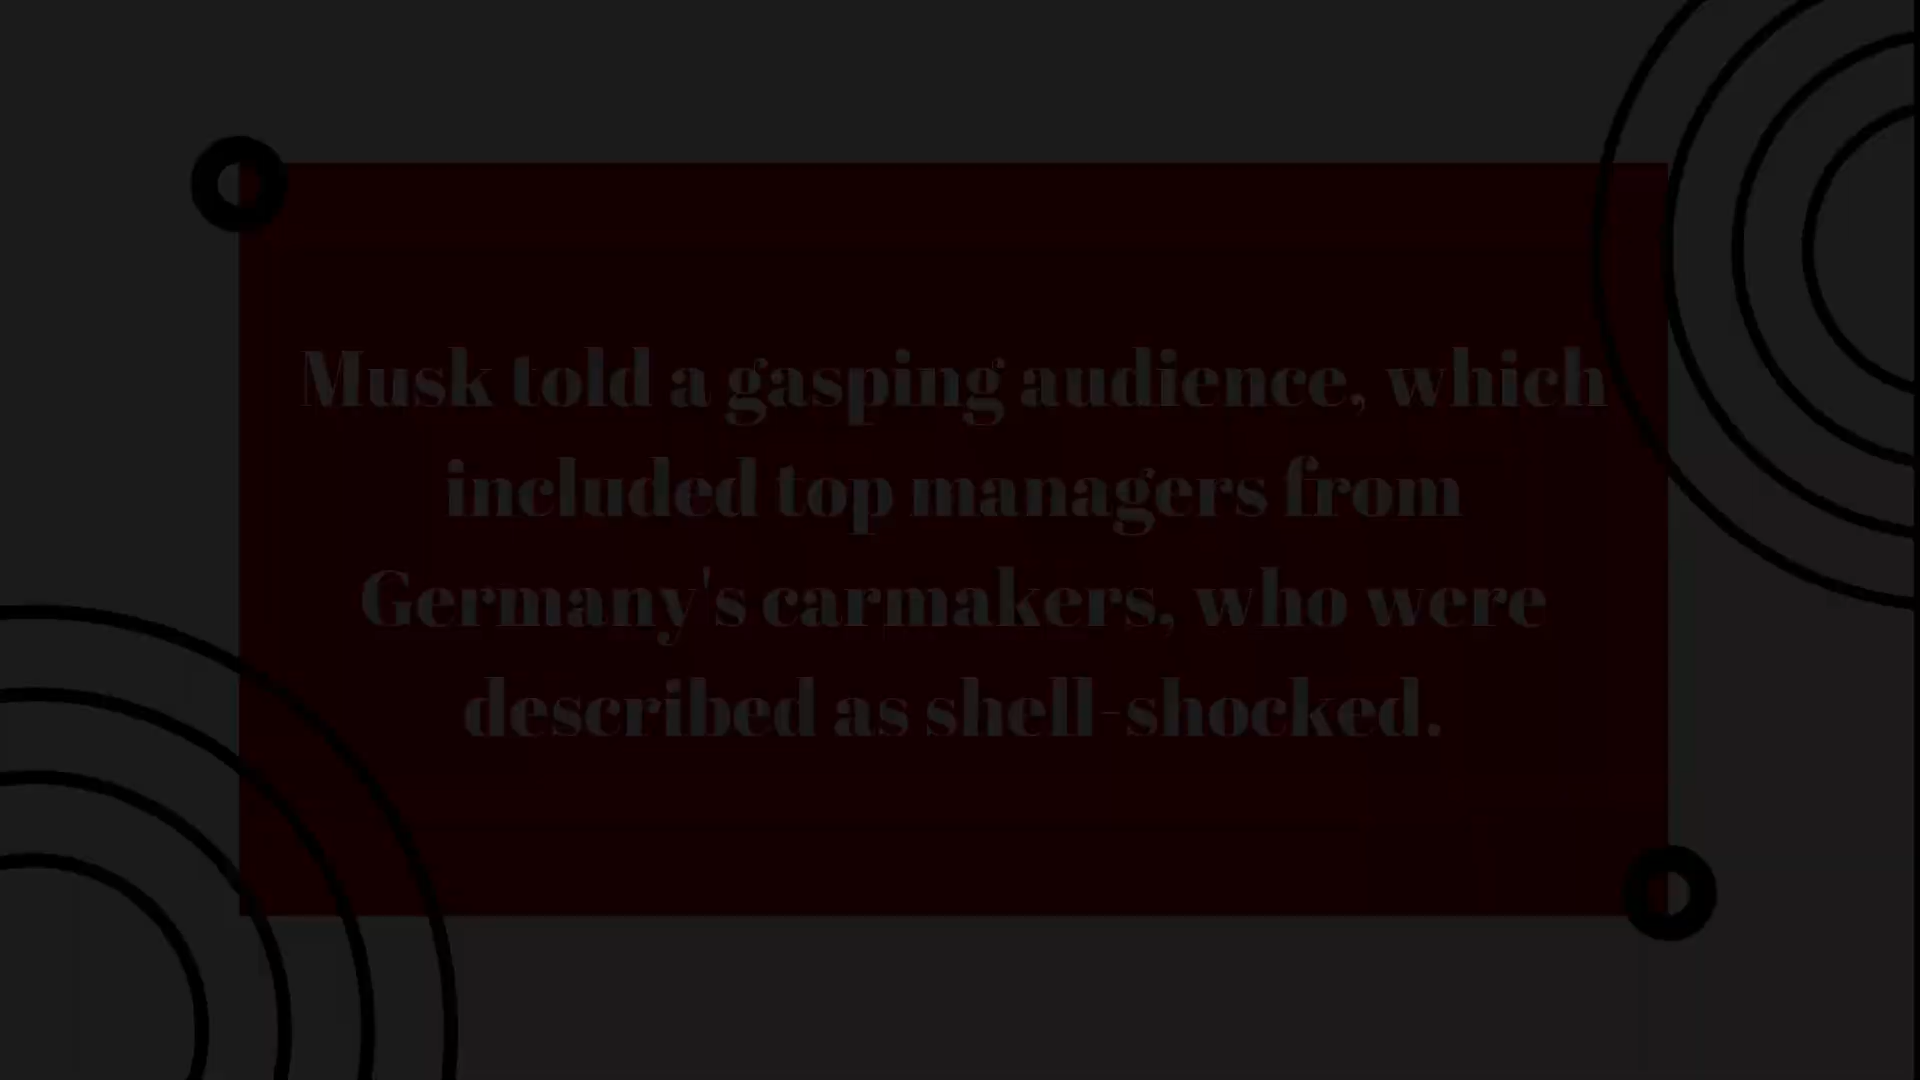 Musk told a gasping audience, which
included top managers from
Germany's carmakers, who were
described as shell-shocked.